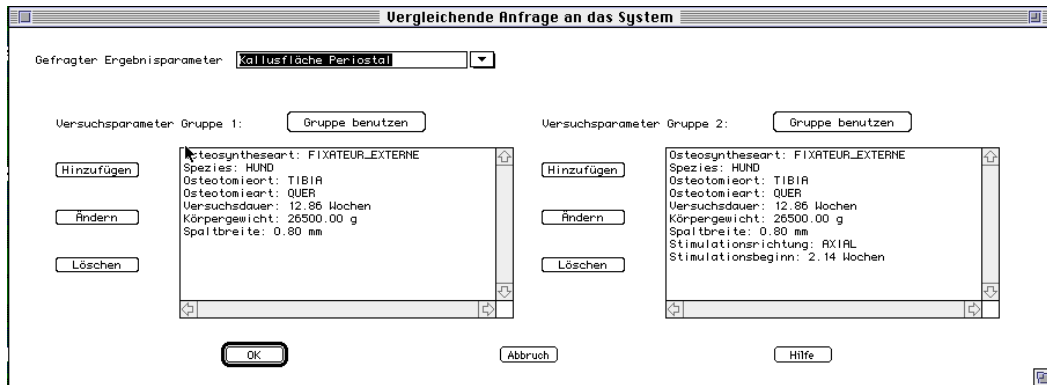 Vergleichende Anfrage an das System
Gefragter Ergebnisparameter Kallusfläche Periostal
Versuchsparameter Gruppe 1: Gruppe benutzen
Hinzufügen
Ändern
Löschen
Osteosyntheseart: FIXATEUR_EXTERNE
Spezies: HUND
Osteotomieort: TIBIA
Osteotomieart: QUER
Versuchsdauer: 12.86 Wochen
Körpergewicht: 26500.00 g
Spaltbreite: 0.80 mm
Versuchsparameter Gruppe 2: Gruppe benutzen
Hinzufügen
Ändern
Löschen
Osteosyntheseart: FIXATEUR_EXTERNE
Spezies: HUND
Osteotomieort: TIBIA
Osteotomieart: QUER
Versuchsdauer: 12.86 Wochen
Körpergewicht: 26500.00 g
Spaltbreite: 0.80 mm
Stimulationsrichtung: AXIAL
Stimulationsbeginn: 2.14 Wochen
OK
Abbruch
Hilfe